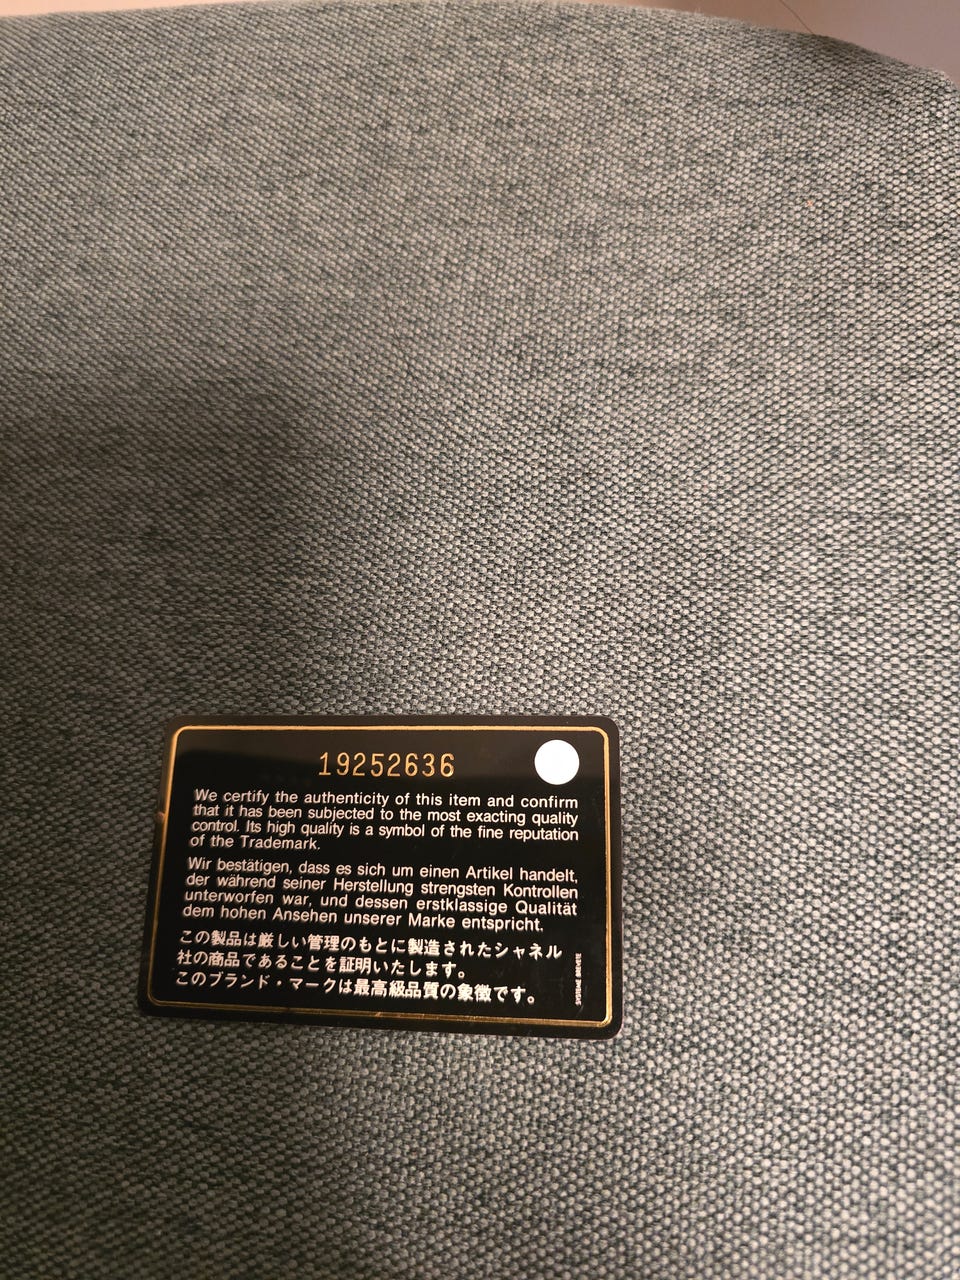 19252636
We certify the authenticity of this item and confirm
that it has been subjected to the most exacting quality
control. Its high quality is a symbol of the fine reputation
of the Trademark.
Wir bestätigen, dass es sich um einen Artikel handelt,
der während seiner Herstellung strengsten Kontrollen
unterworfen war, und dessen erstklassige Qualität
dem hohen Ansehen unserer Marke entspricht.
この製品は厳しい管理のもとに製造されたシャネル
社の商品であることを証明いたします。
このブランド・マークは最高級品質の象徴です。
SYSTEME BREVETE